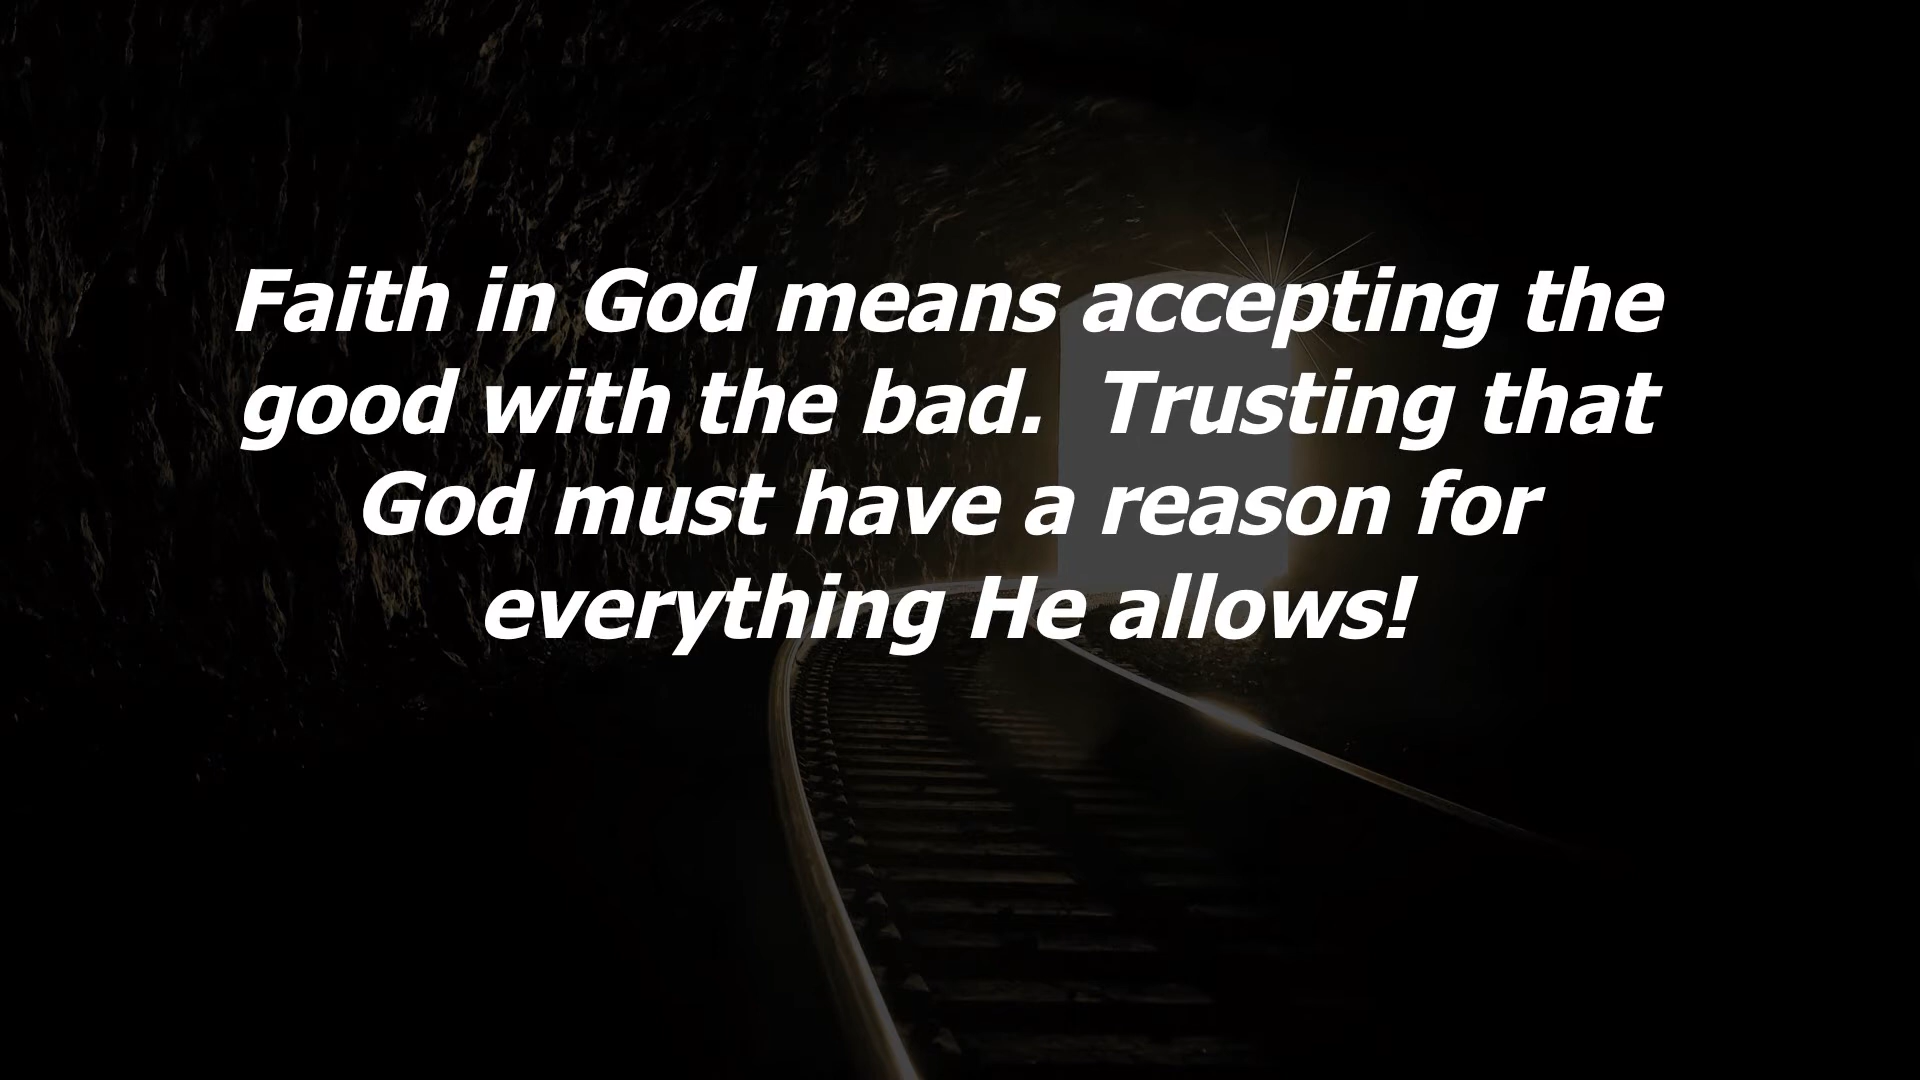 Faith in God means accepting the
good with the bad.  Trusting that
God must have a reason for
everything He allows!